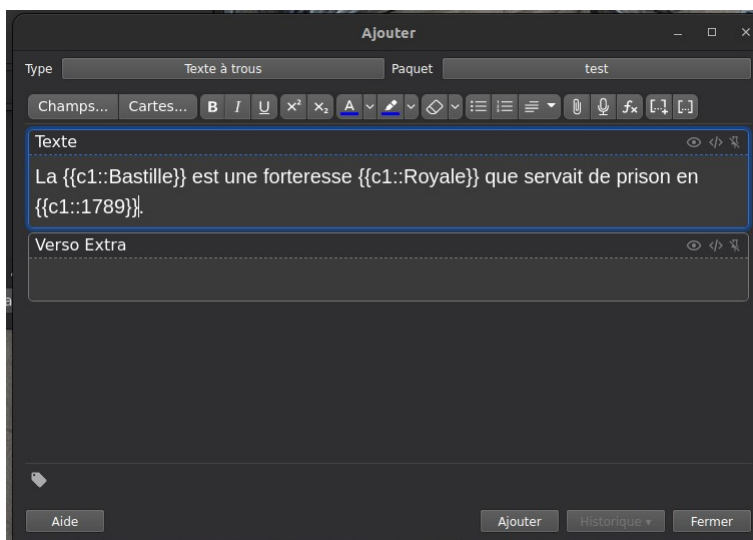 Ajouter
Type Texte à trous Paquet test
Champs... Cartes... B I U x² x₂ A fx [...] [...]
Texte
La {{c1::Bastille}} est une forteresse {{c1::Royale}} que servait de prison en
{{c1::1789}}.
Verso Extra
Aide Ajouter Historique Fermer